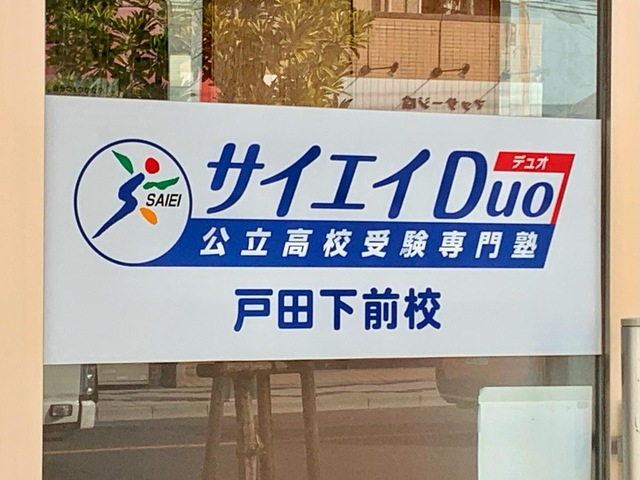 SAIEI
サイエイDuo
デュオ
公立高校受験専門塾
戸田下前校